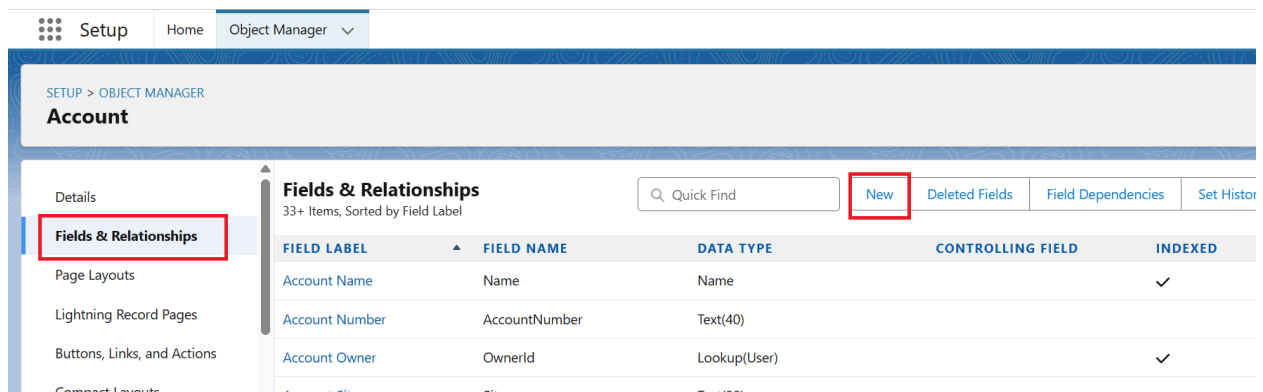 Setup Home Object Manager
SETUP > OBJECT MANAGER
Account
Details
Fields & Relationships
Page Layouts
Lightning Record Pages
Buttons, Links, and Actions
Fields & Relationships
33+ Items, Sorted by Field Label
Quick Find New Deleted Fields Field Dependencies Set Histor
FIELD LABEL FIELD NAME DATA TYPE CONTROLLING FIELD INDEXED
Account Name Name Name
Account Number AccountNumber Text(40)
Account Owner OwnerId Lookup(User)